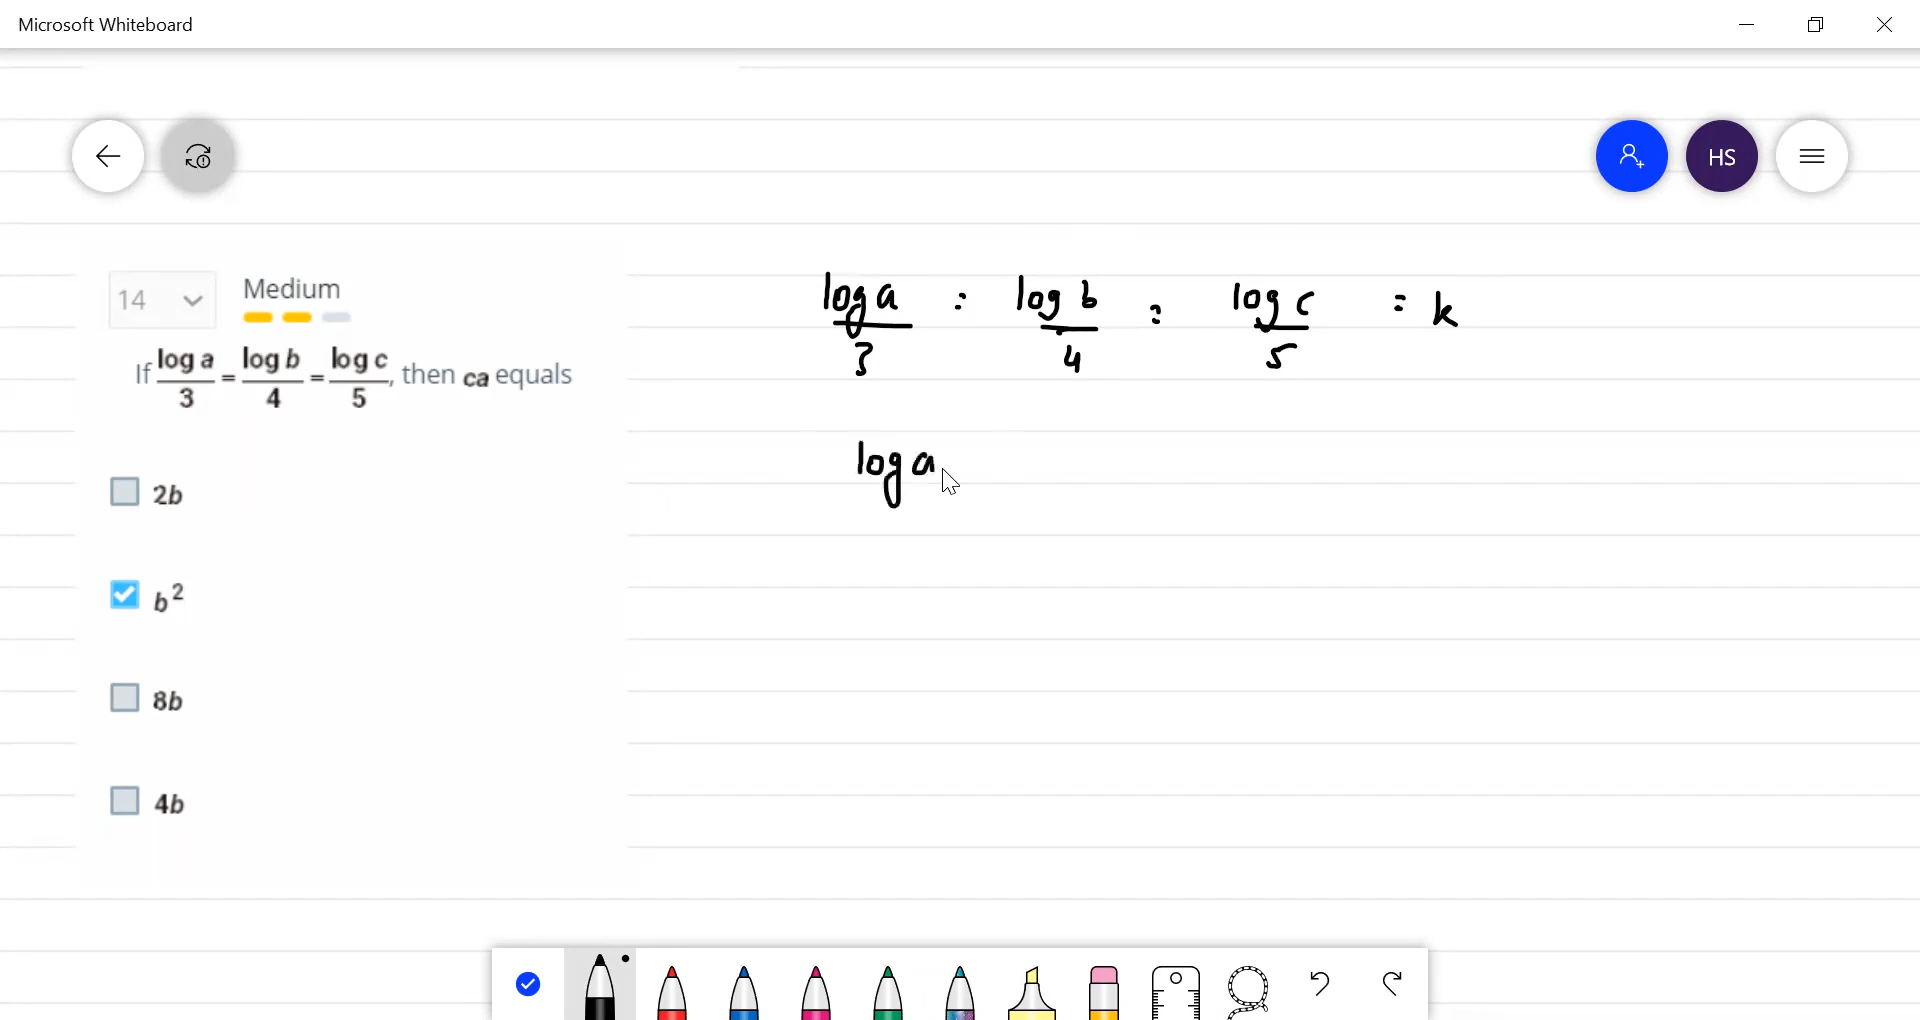 Microsoft Whiteboard
HS
14 Medium
If log a/3 = log b/4 = log c/5, then ca equals
2b
b²
8b
4b
log a/3 = log b/4 = log c/5 = k
log a